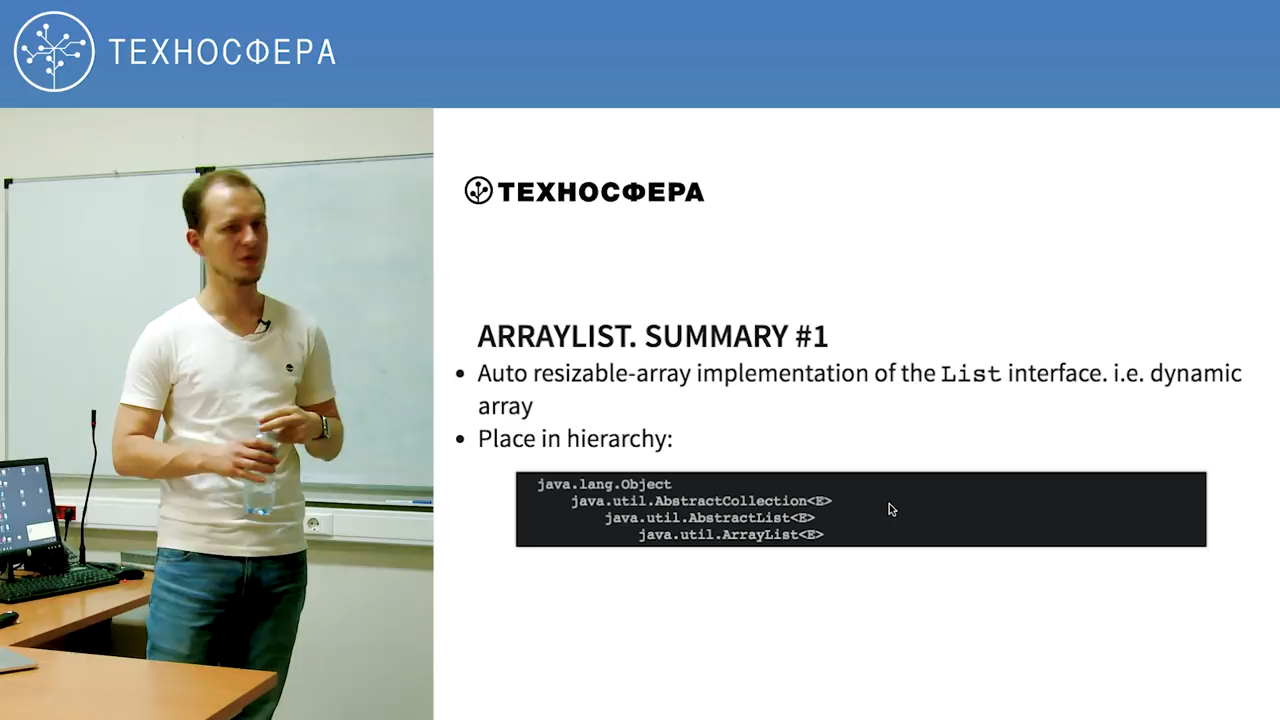 ТЕХНОСФЕРА
ТЕХНОСФЕРА
ARRAYLIST. SUMMARY #1
• Auto resizable-array implementation of the List interface. i.e. dynamic
array
• Place in hierarchy:
java.lang.Object
java.util.AbstractCollection<E>
java.util.AbstractList<E>
java.util.ArrayList<E>